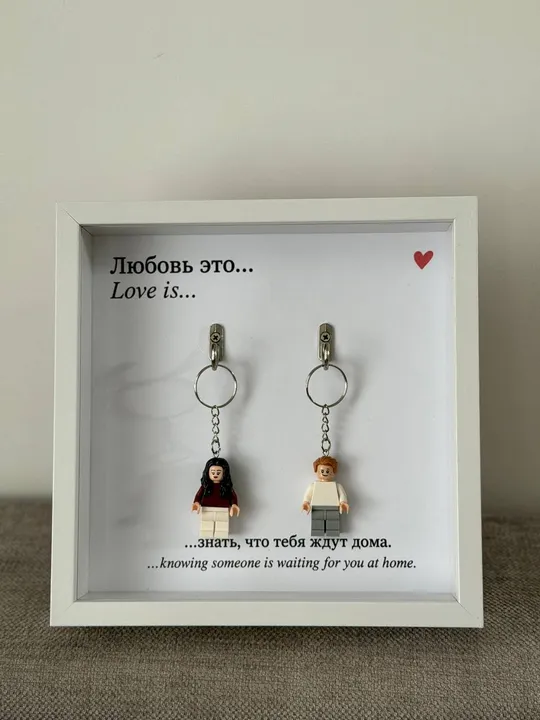 Любовь это...
Love is...
...знать, что тебя ждут дома.
...knowing someone is waiting for you at home.